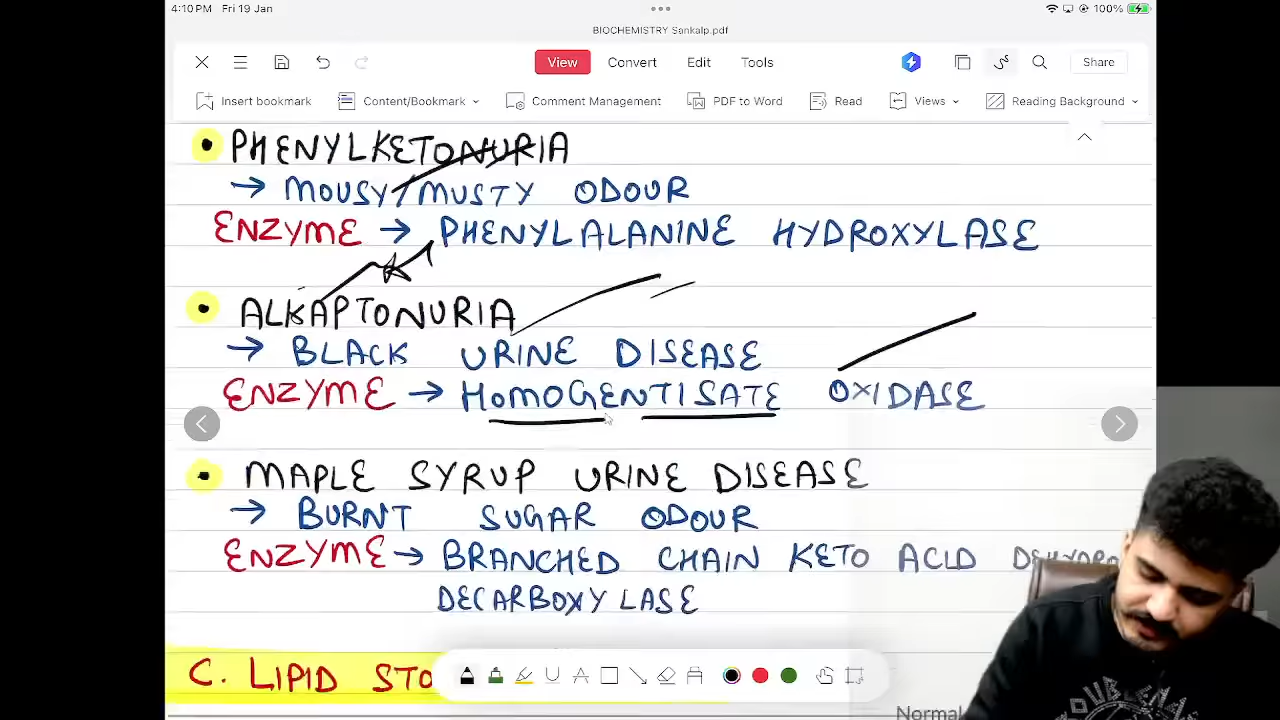 4:10 PM Fri 19 Jan
100%
BIOCHEMISTRY Sankalp.pdf
View Convert Edit Tools Share
Insert bookmark Content/Bookmark Comment Management PDF to Word Read Views Reading Background
• PHENYLKETONURIA
→ MOUSY/MUSTY ODOUR
ENZYME → PHENYLALANINE HYDROXYLASE
• ALKAPTONURIA
→ BLACK URINE DISEASE
ENZYME → HOMOGENTISATE OXIDASE
• MAPLE SYRUP URINE DISEASE
→ BURNT SUGAR ODOUR
ENZYME → BRANCHED CHAIN KETO ACID
DECARBOXYLASE
C. LIPID
Normal